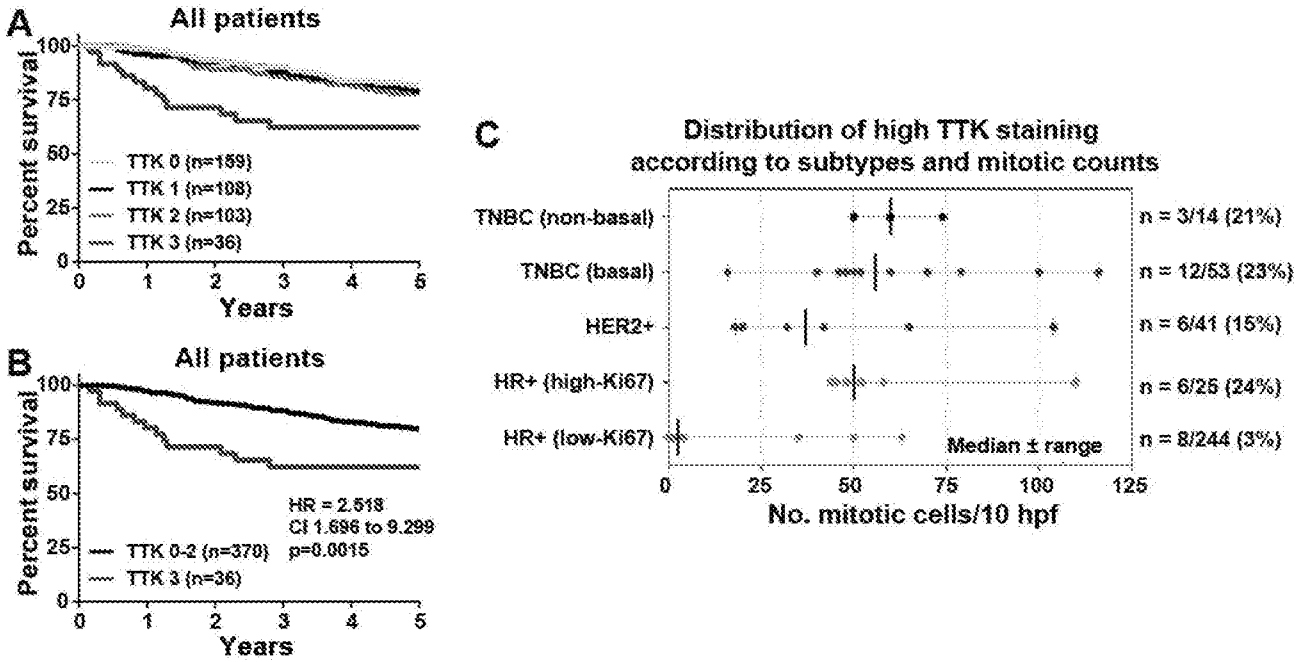 A
All patients
Percent survival
100
75
50
25
0
TTK 0 (n=159)
TTK 1 (n=108)
TTK 2 (n=103)
TTK 3 (n=36)
0 1 2 3 4 5
Years
B
All patients
Percent survival
100
75
50
25
0
HR = 2.518
CI 1.696 to 9.299
p=0.0015
TTK 0-2 (n=370)
TTK 3 (n=36)
0 1 2 3 4 5
Years
C
Distribution of high TTK staining
according to subtypes and mitotic counts
TNBC (non-basal) n = 3/14 (21%)
TNBC (basal) n = 12/53 (23%)
HER2+ n = 6/41 (15%)
HR+ (high-Ki67) n = 6/25 (24%)
HR+ (low-Ki67) n = 8/244 (3%)
Median ± range
0 25 50 75 100 125
No. mitotic cells/10 hpf